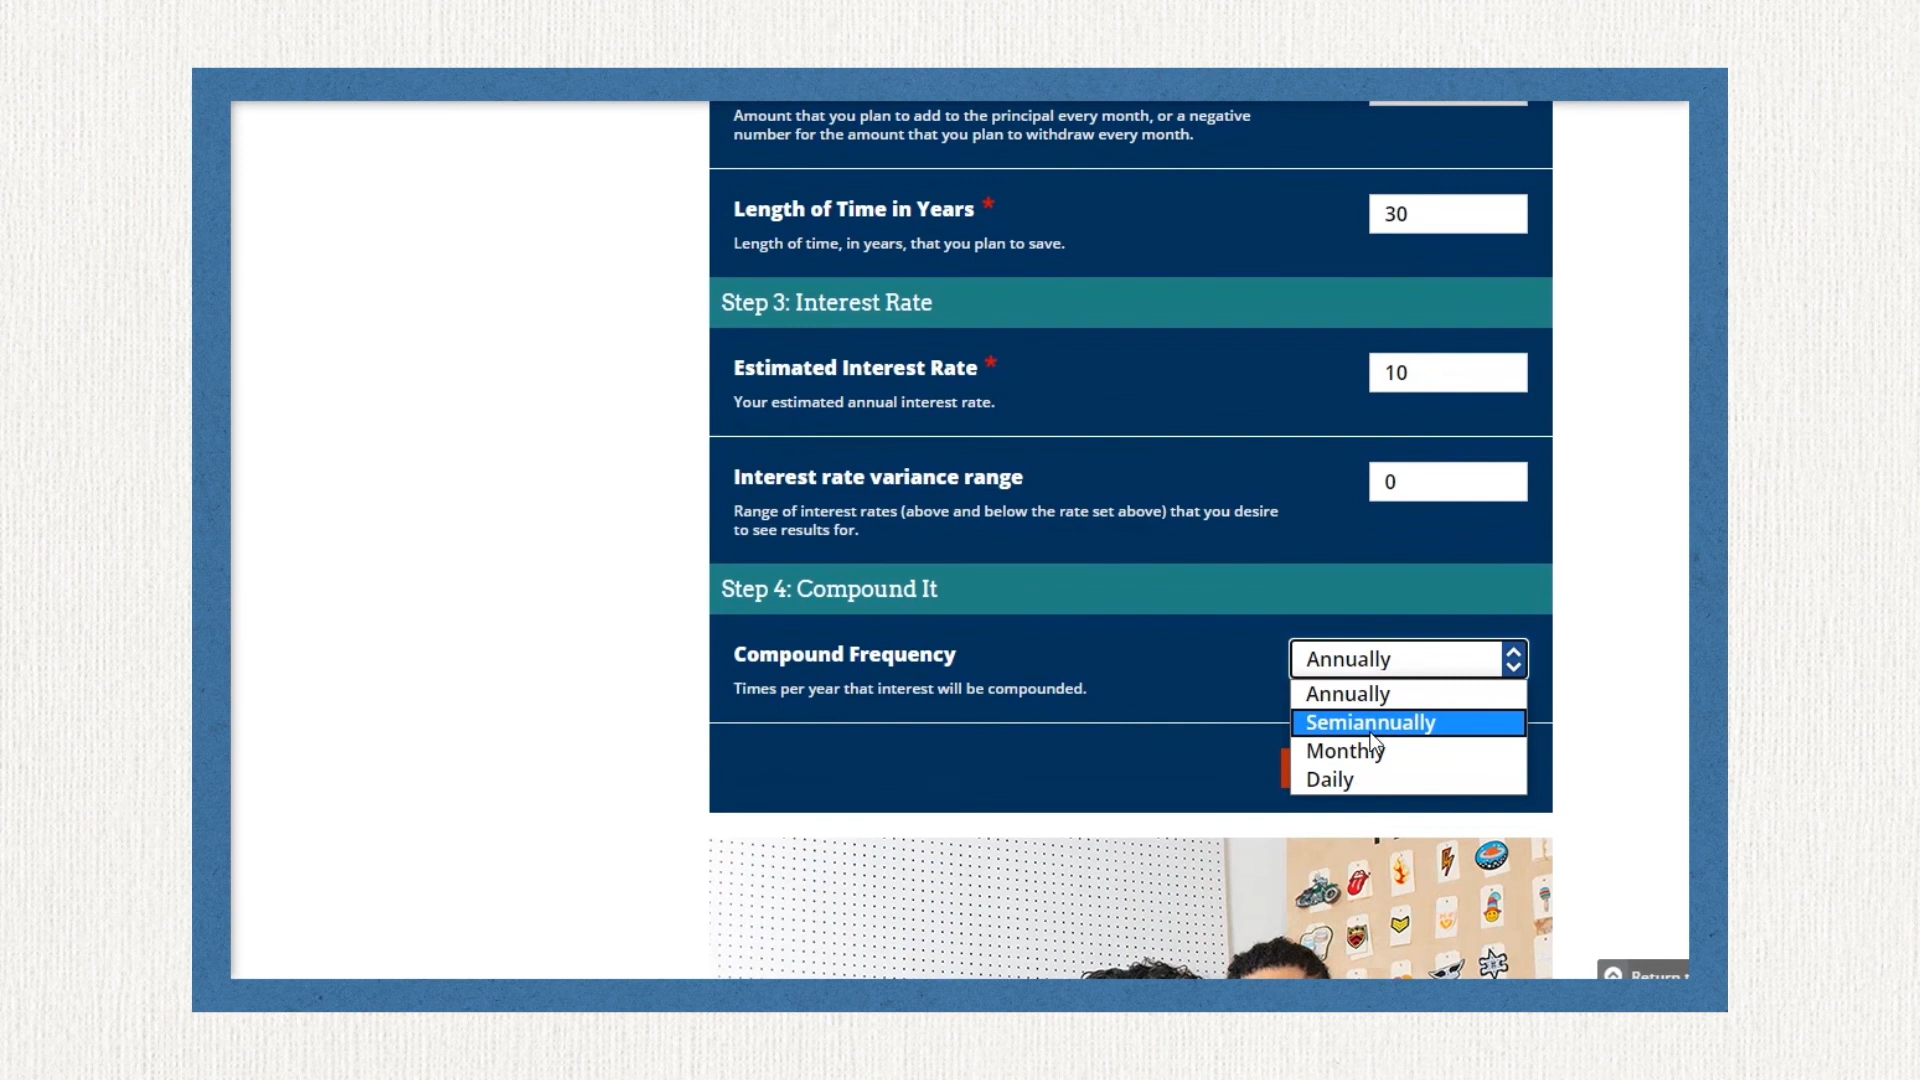 Amount that you plan to add to the principal every month, or a negative
number for the amount that you plan to withdraw every month.
Length of Time in Years *
30
Length of time, in years, that you plan to save.
Step 3: Interest Rate
Estimated Interest Rate *
10
Your estimated annual interest rate.
Interest rate variance range
0
Range of interest rates (above and below the rate set above) that you desire
to see results for.
Step 4: Compound It
Compound Frequency
Annually
Times per year that interest will be compounded.
Annually
Semiannually
Monthly
Daily
Return